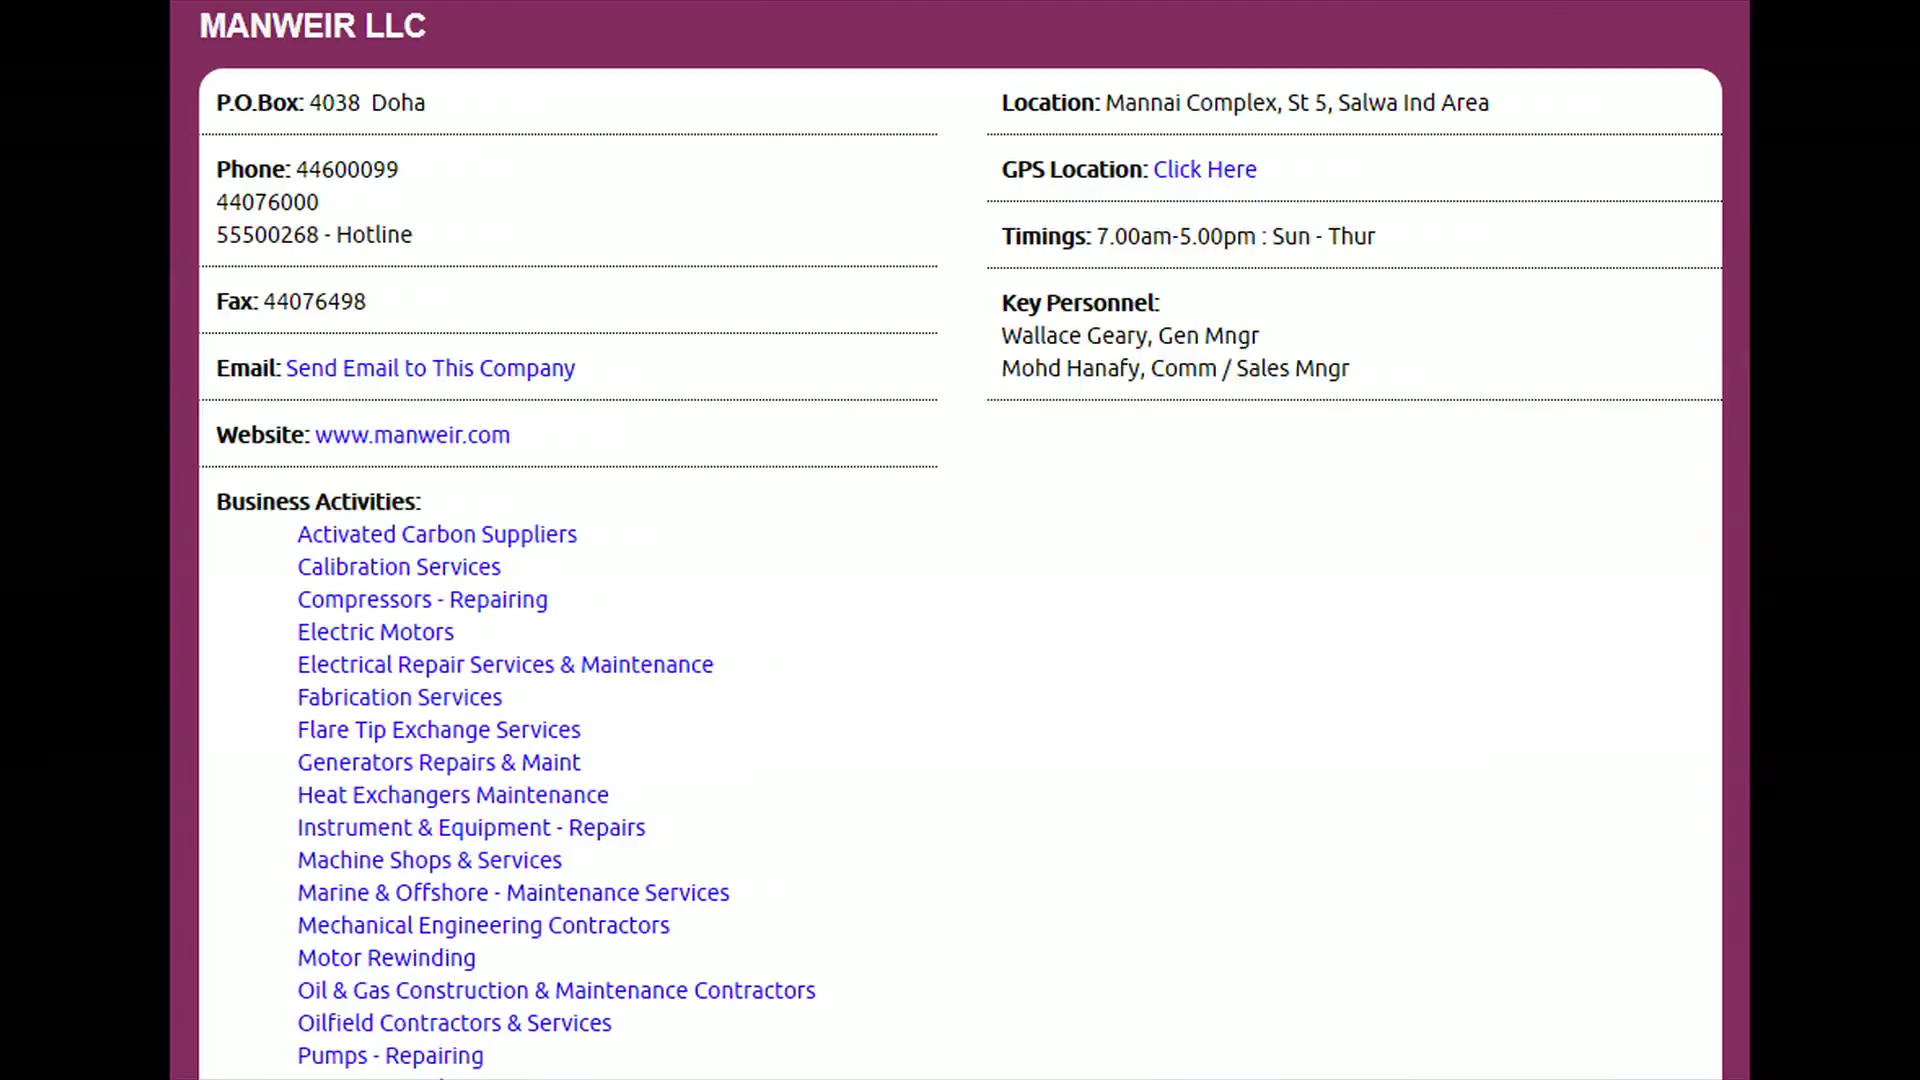 MANWEIR LLC
P.O.Box: 4038 Doha
Phone: 44600099
44076000
55500268 - Hotline
Fax: 44076498
Email: Send Email to This Company
Website: www.manweir.com
Business Activities:
Activated Carbon Suppliers
Calibration Services
Compressors - Repairing
Electric Motors
Electrical Repair Services & Maintenance
Fabrication Services
Flare Tip Exchange Services
Generators Repairs & Maint
Heat Exchangers Maintenance
Instrument & Equipment - Repairs
Machine Shops & Services
Marine & Offshore - Maintenance Services
Mechanical Engineering Contractors
Motor Rewinding
Oil & Gas Construction & Maintenance Contractors
Oilfield Contractors & Services
Pumps - Repairing
Location: Mannai Complex, St 5, Salwa Ind Area
GPS Location: Click Here
Timings: 7.00am-5.00pm : Sun - Thur
Key Personnel:
Wallace Geary, Gen Mngr
Mohd Hanafy, Comm / Sales Mngr